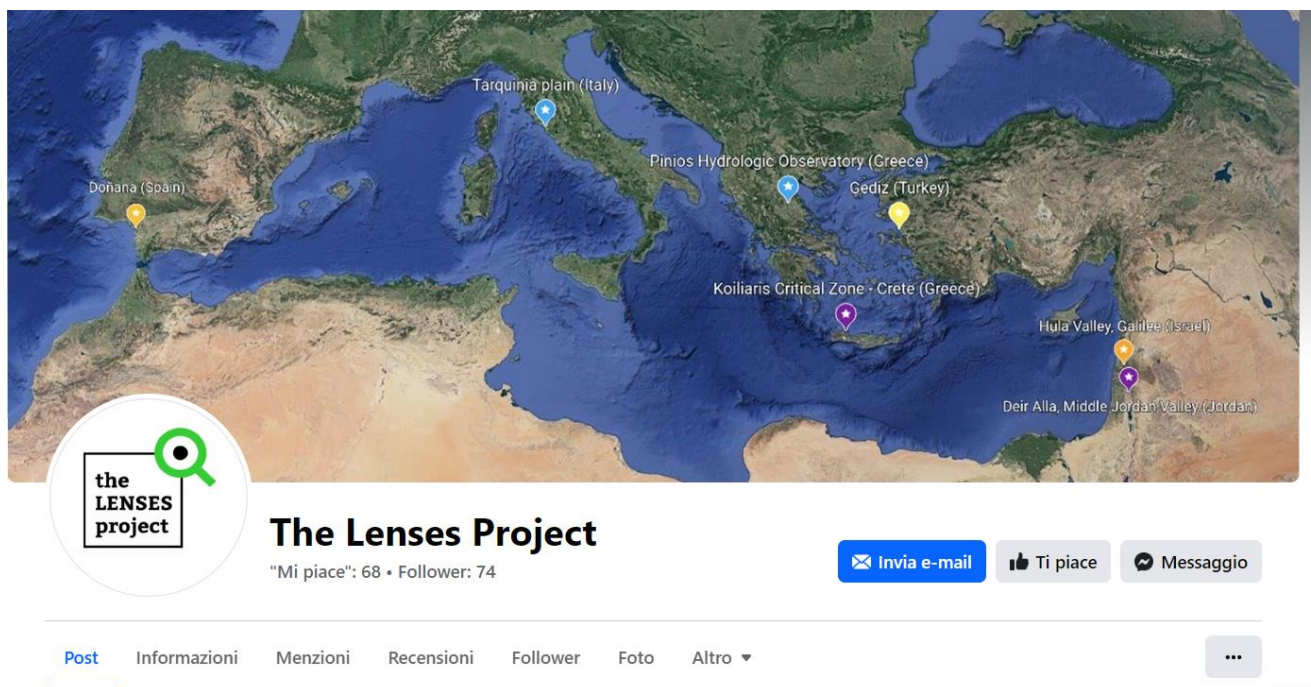 Tarquinia plain (Italy)
Pinios Hydrologic Observatory (Greece)
Doñana (Spain)
Gediz (Turkey)
Koiliaris Critical Zone - Crete (Greece)
Hula Valley, Galilee (Israel)
Deir Alla, Middle Jordan Valley (Jordan)
the
LENSES
project
The Lenses Project
"Mi piace": 68 • Follower: 74
Invia e-mail
Ti piace
Messaggio
Post Informazioni Menzioni Recensioni Follower Foto Altro